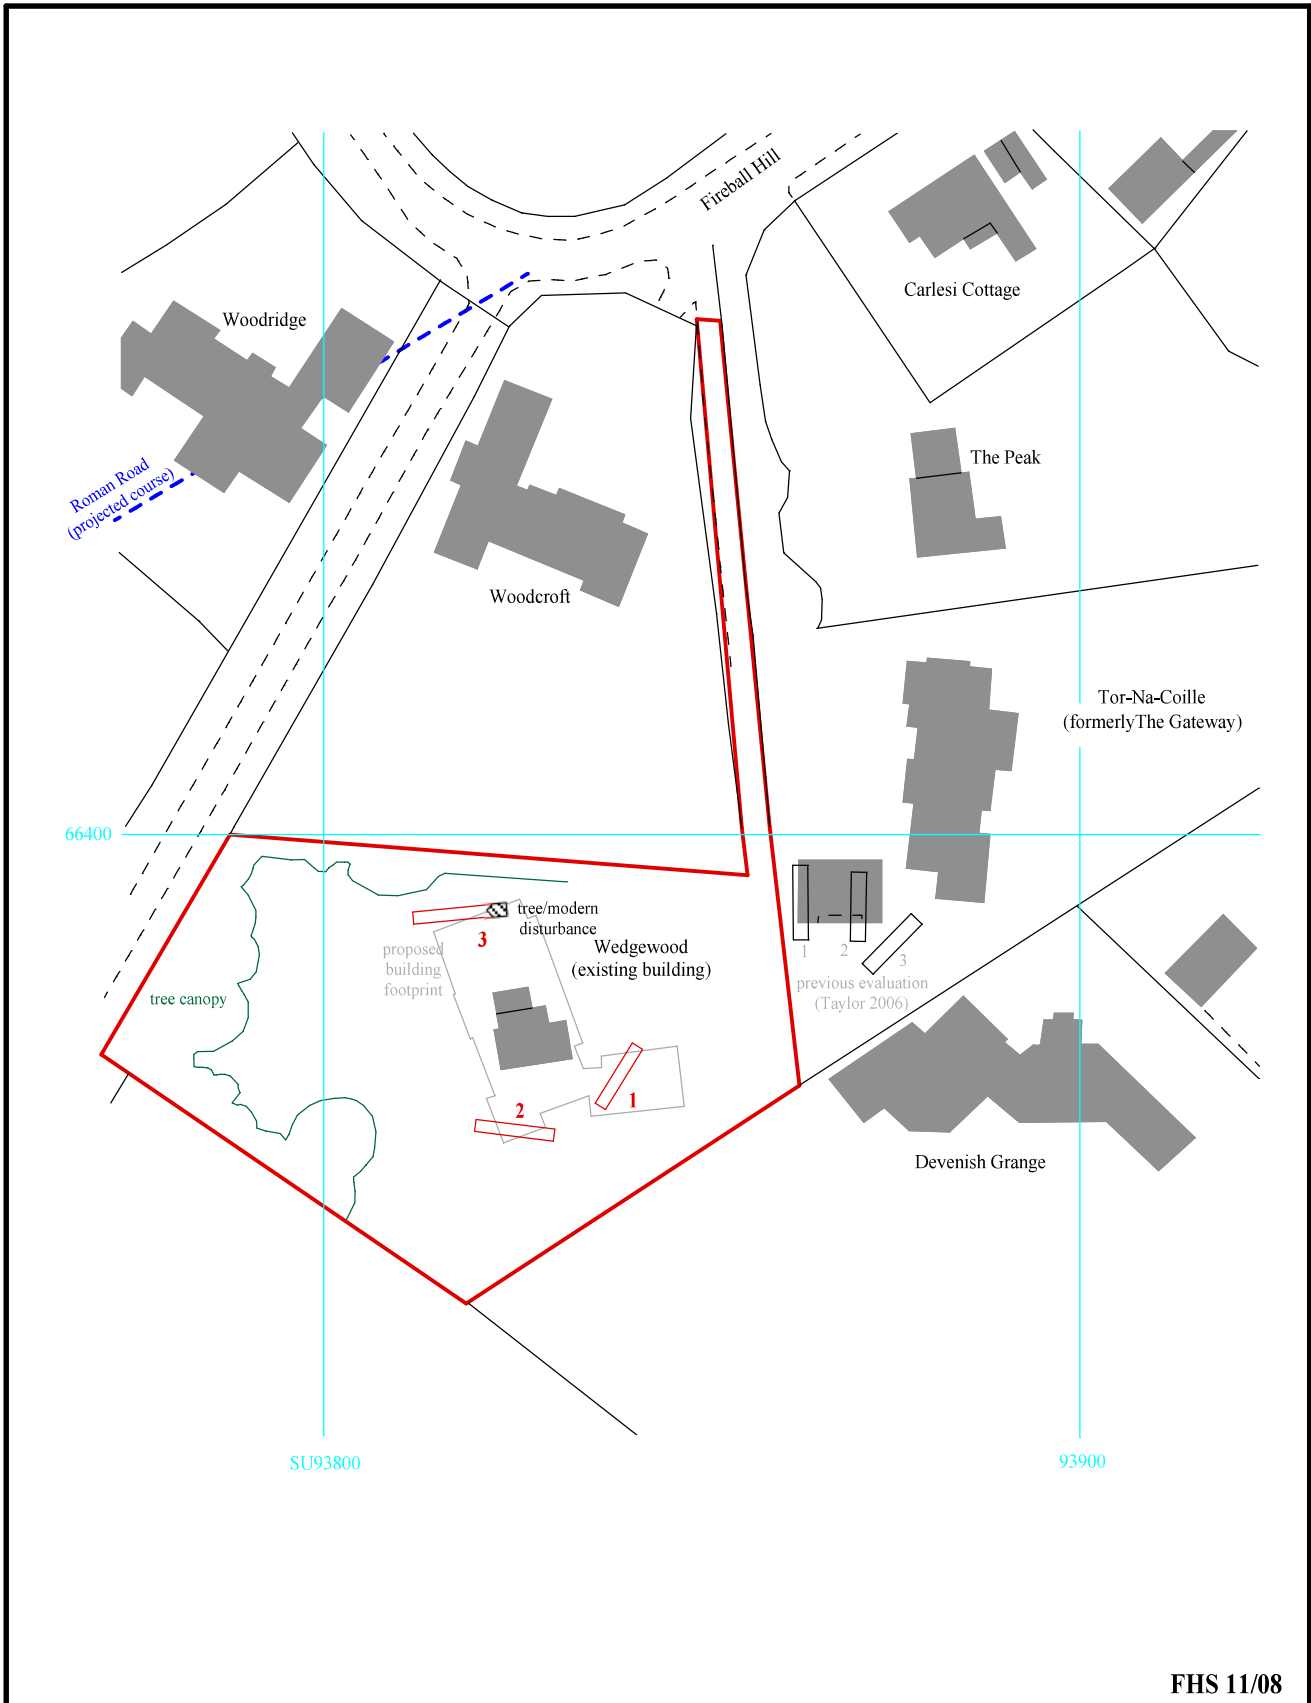 Fireball Hill
Carlesi Cottage
Woodridge
The Peak
Roman Road
(projected course)
Woodcroft
Tor-Na-Coille
(formerlyThe Gateway)
66400
tree/modern
disturbance
3
proposed
building
footprint
Wedgewood
(existing building)
1
2
3
previous evaluation
(Taylor 2006)
tree canopy
2
1
Devenish Grange
SU93800
93900
FHS 11/08